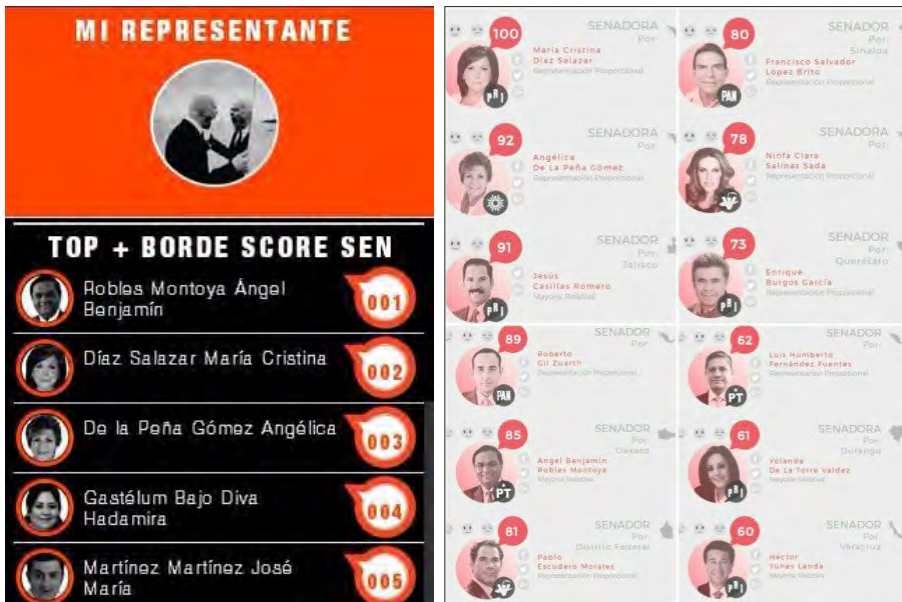 MI REPRESENTANTE
TOP + BORDE SCORE SEN
Robles Montoya Ángel
Benjamín
001
Díaz Salazar María Cristina
002
De la Peña Gómez Angélica
003
Gastélum Bajo Diva
Hadamira
004
Martínez Martínez José
María
005
100
SENADORA
Por:
María Cristina
Díaz Salazar
Representación Proporcional
PRI
92
SENADORA
Por:
Angélica
De La Peña Gómez
Representación Proporcional
91
SENADOR
Por:
Jalisco
Jesús
Casillas Romero
Mayoría Relativa
PRI
89
SENADOR
Por:
Roberto
Gil Zuarth
Representación Proporcional
PAN
85
SENADOR
Por:
Oaxaca
Angel Benjamín
Robles Montoya
Mayoría Relativa
PT
81
SENADOR
Por:
Distrito Federal
Pablo
Escudero Morales
Representación Proporcional
80
SENADOR
Por:
Sinaloa
Francisco Salvador
López Brito
Representación Proporcional
PAN
78
SENADORA
Por:
Ninfa Clara
Salinas Sada
Representación Proporcional
73
SENADOR
Por:
Querétaro
Enrique
Burgos García
Representación Proporcional
PRI
62
SENADOR
Por:
Luis Humberto
Fernández Fuentes
Representación Proporcional
PT
61
SENADORA
Por:
Durango
Yolanda
De La Torre Valdez
Mayoría Relativa
PRI
60
SENADOR
Por:
Veracruz
Héctor
Yunes Landa
Mayoría Relativa
PRI